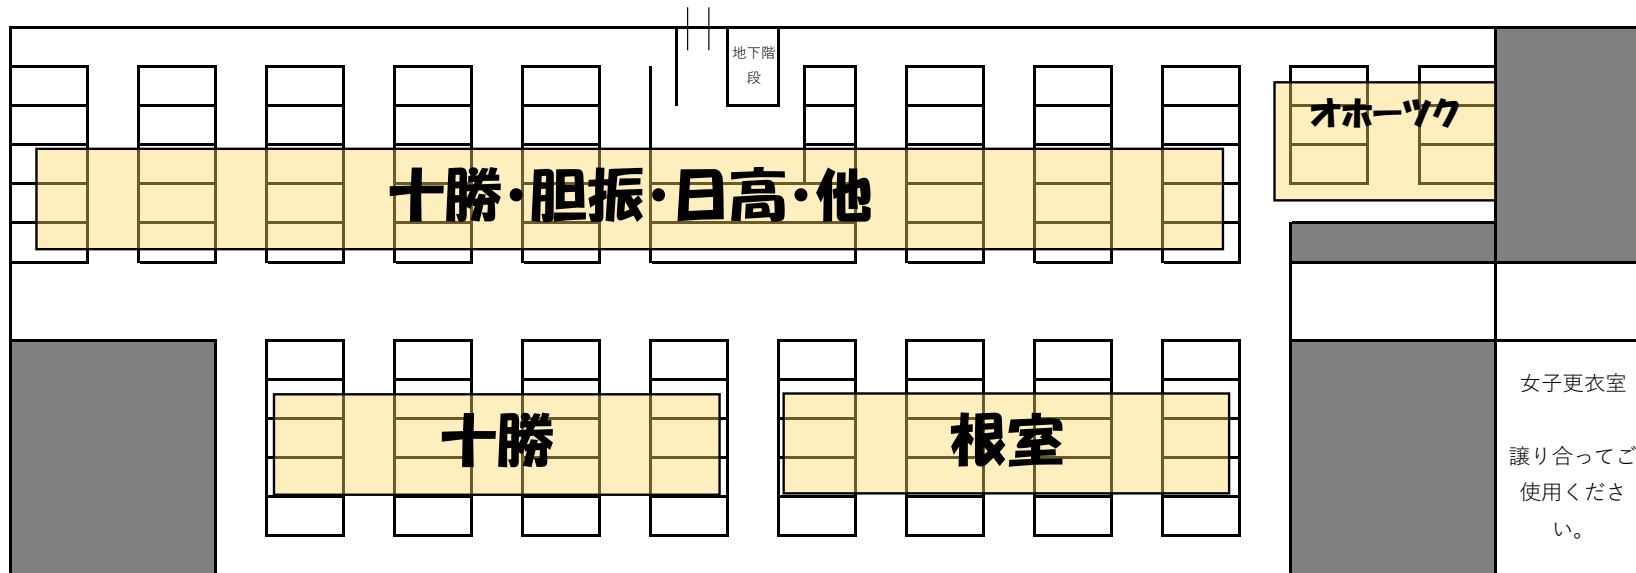 地下階
段
オホーツク
十勝・胆振・日高・他
十勝
根室
女子更衣室
譲り合ってご
使用くださ
い。